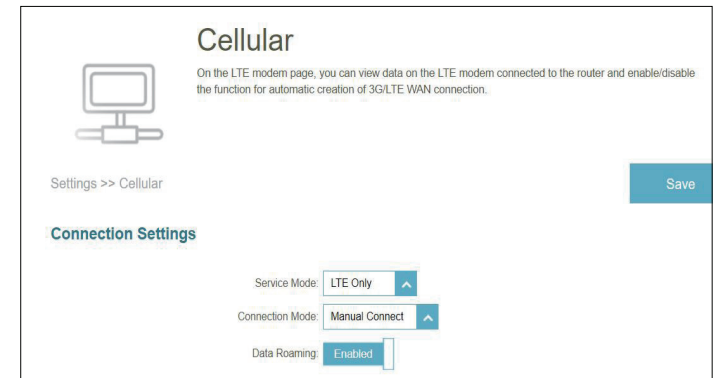 Cellular
On the LTE modem page, you can view data on the LTE modem connected to the router and enable/disable
the function for automatic creation of 3G/LTE WAN connection.
Settings >> Cellular
Save
Connection Settings
Service Mode: LTE Only
Connection Mode: Manual Connect
Data Roaming: Enabled